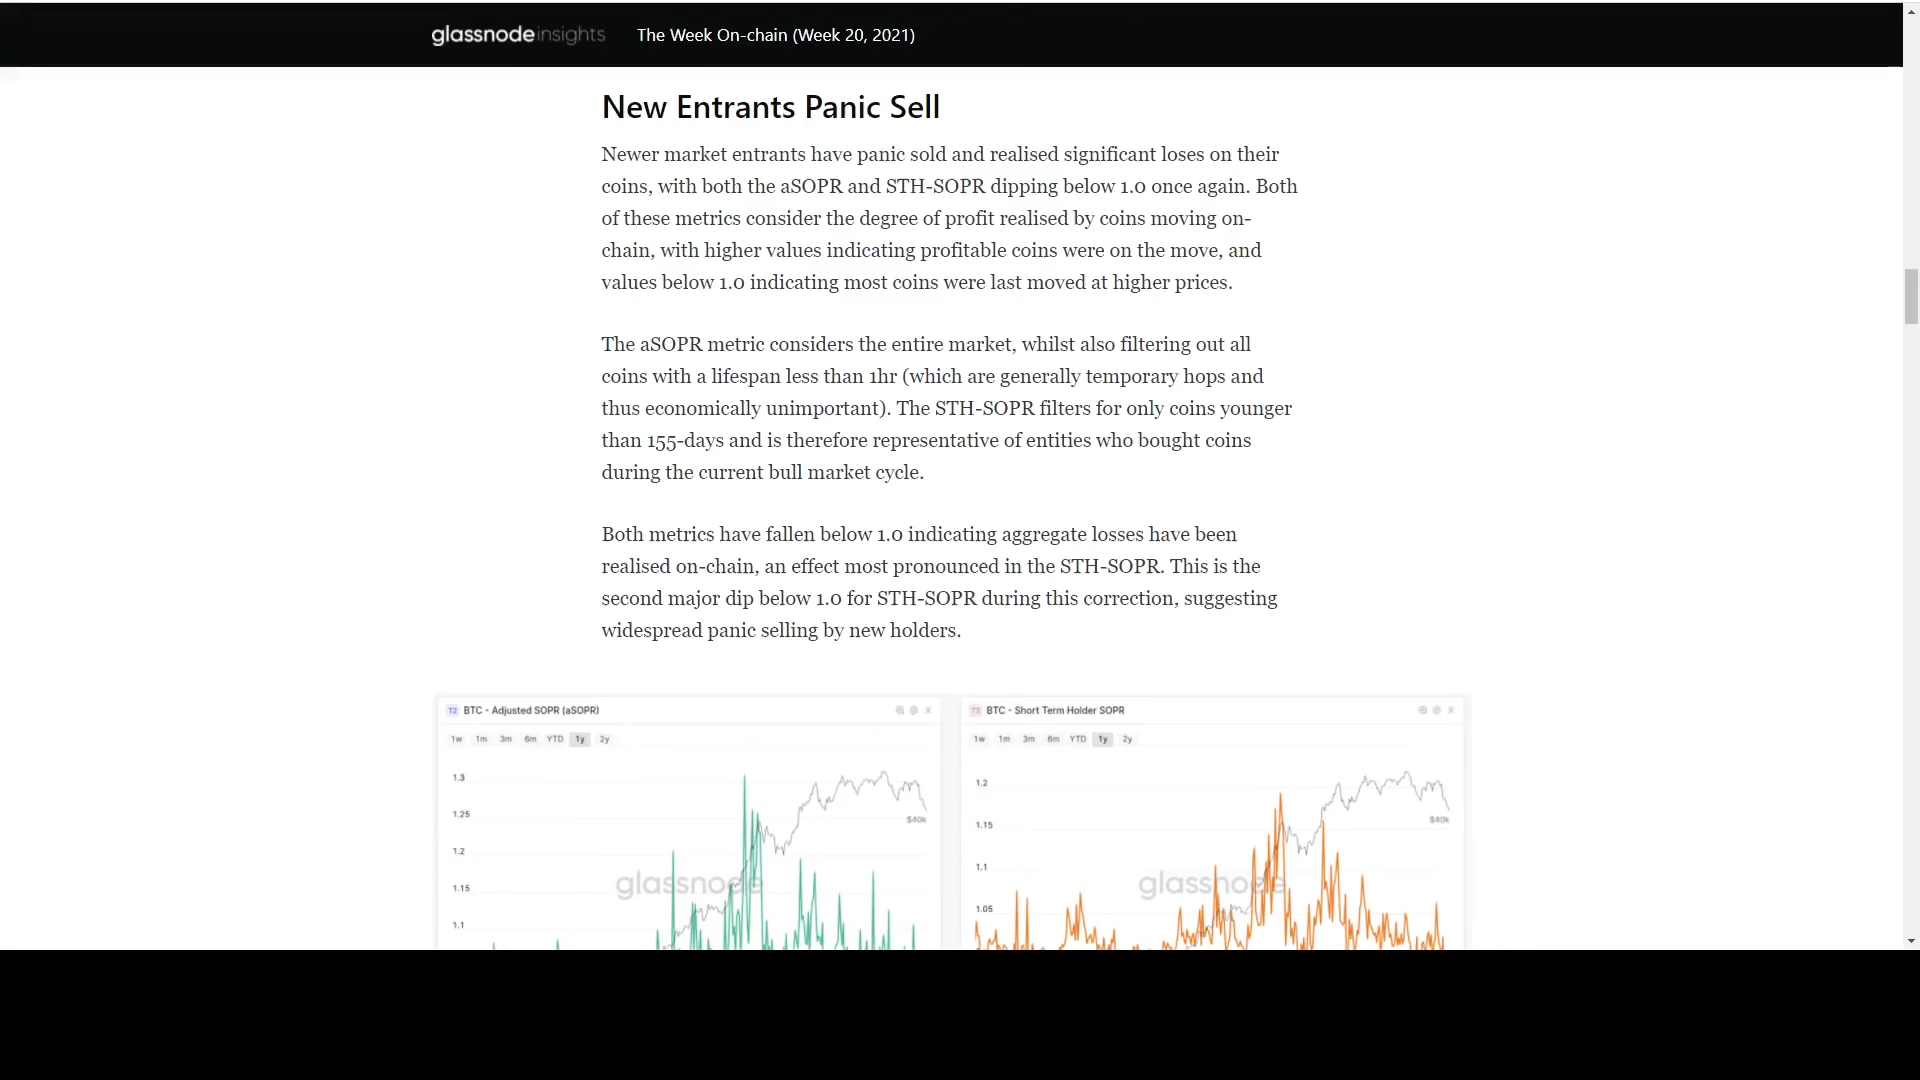 glassnodeinsights The Week On-chain (Week 20, 2021)
New Entrants Panic Sell
Newer market entrants have panic sold and realised significant loses on their
coins, with both the aSOPR and STH-SOPR dipping below 1.0 once again. Both
of these metrics consider the degree of profit realised by coins moving on-
chain, with higher values indicating profitable coins were on the move, and
values below 1.0 indicating most coins were last moved at higher prices.
The aSOPR metric considers the entire market, whilst also filtering out all
coins with a lifespan less than 1hr (which are generally temporary hops and
thus economically unimportant). The STH-SOPR filters for only coins younger
than 155-days and is therefore representative of entities who bought coins
during the current bull market cycle.
Both metrics have fallen below 1.0 indicating aggregate losses have been
realised on-chain, an effect most pronounced in the STH-SOPR. This is the
second major dip below 1.0 for STH-SOPR during this correction, suggesting
widespread panic selling by new holders.
T2 BTC - Adjusted SOPR (aSOPR)
1w 1m 3m 6m YTD 1y 2y
1.3
1.25
1.2
1.15
1.1
$40k
glassnode
T3 BTC - Short Term Holder SOPR
1w 1m 3m 6m YTD 1y 2y
1.2
1.15
1.1
1.05
$40k
glassnode